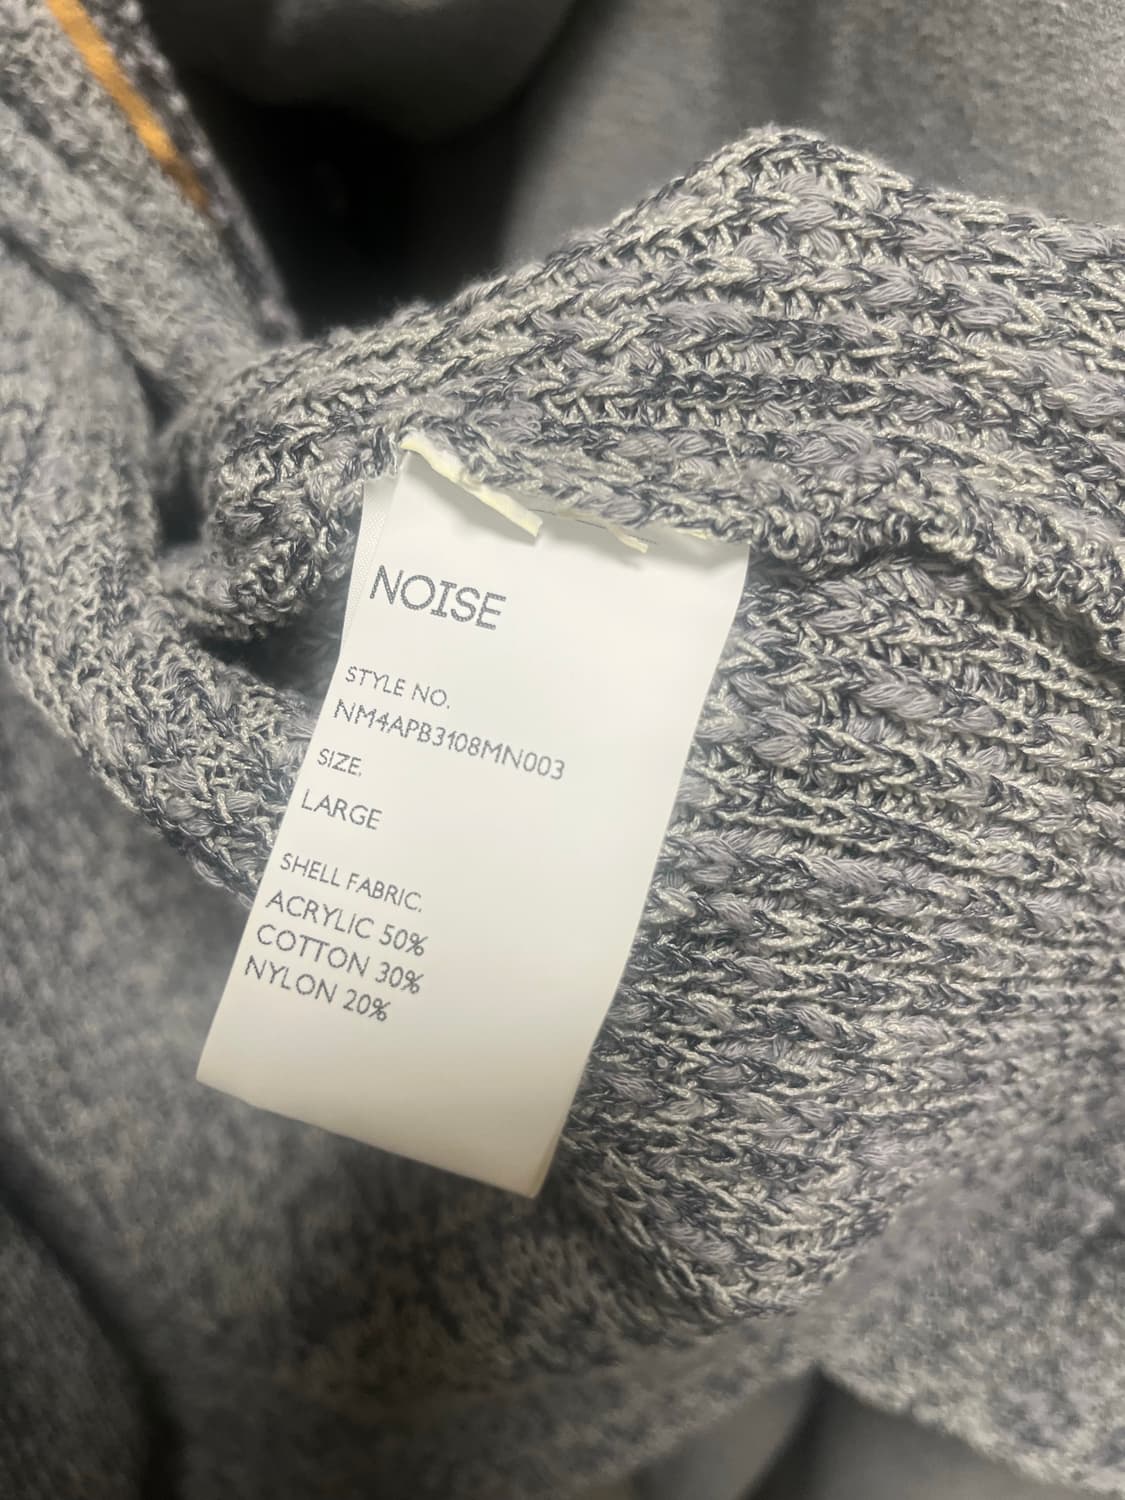 NOISE
STYLE NO.
NM4APB3108MN003
SIZE.
LARGE
SHELL FABRIC.
ACRYLIC 50%
COTTON 30%
NYLON 20%